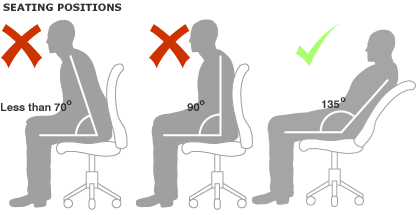 SEATING POSITIONS
Less than 70°
90°
135°